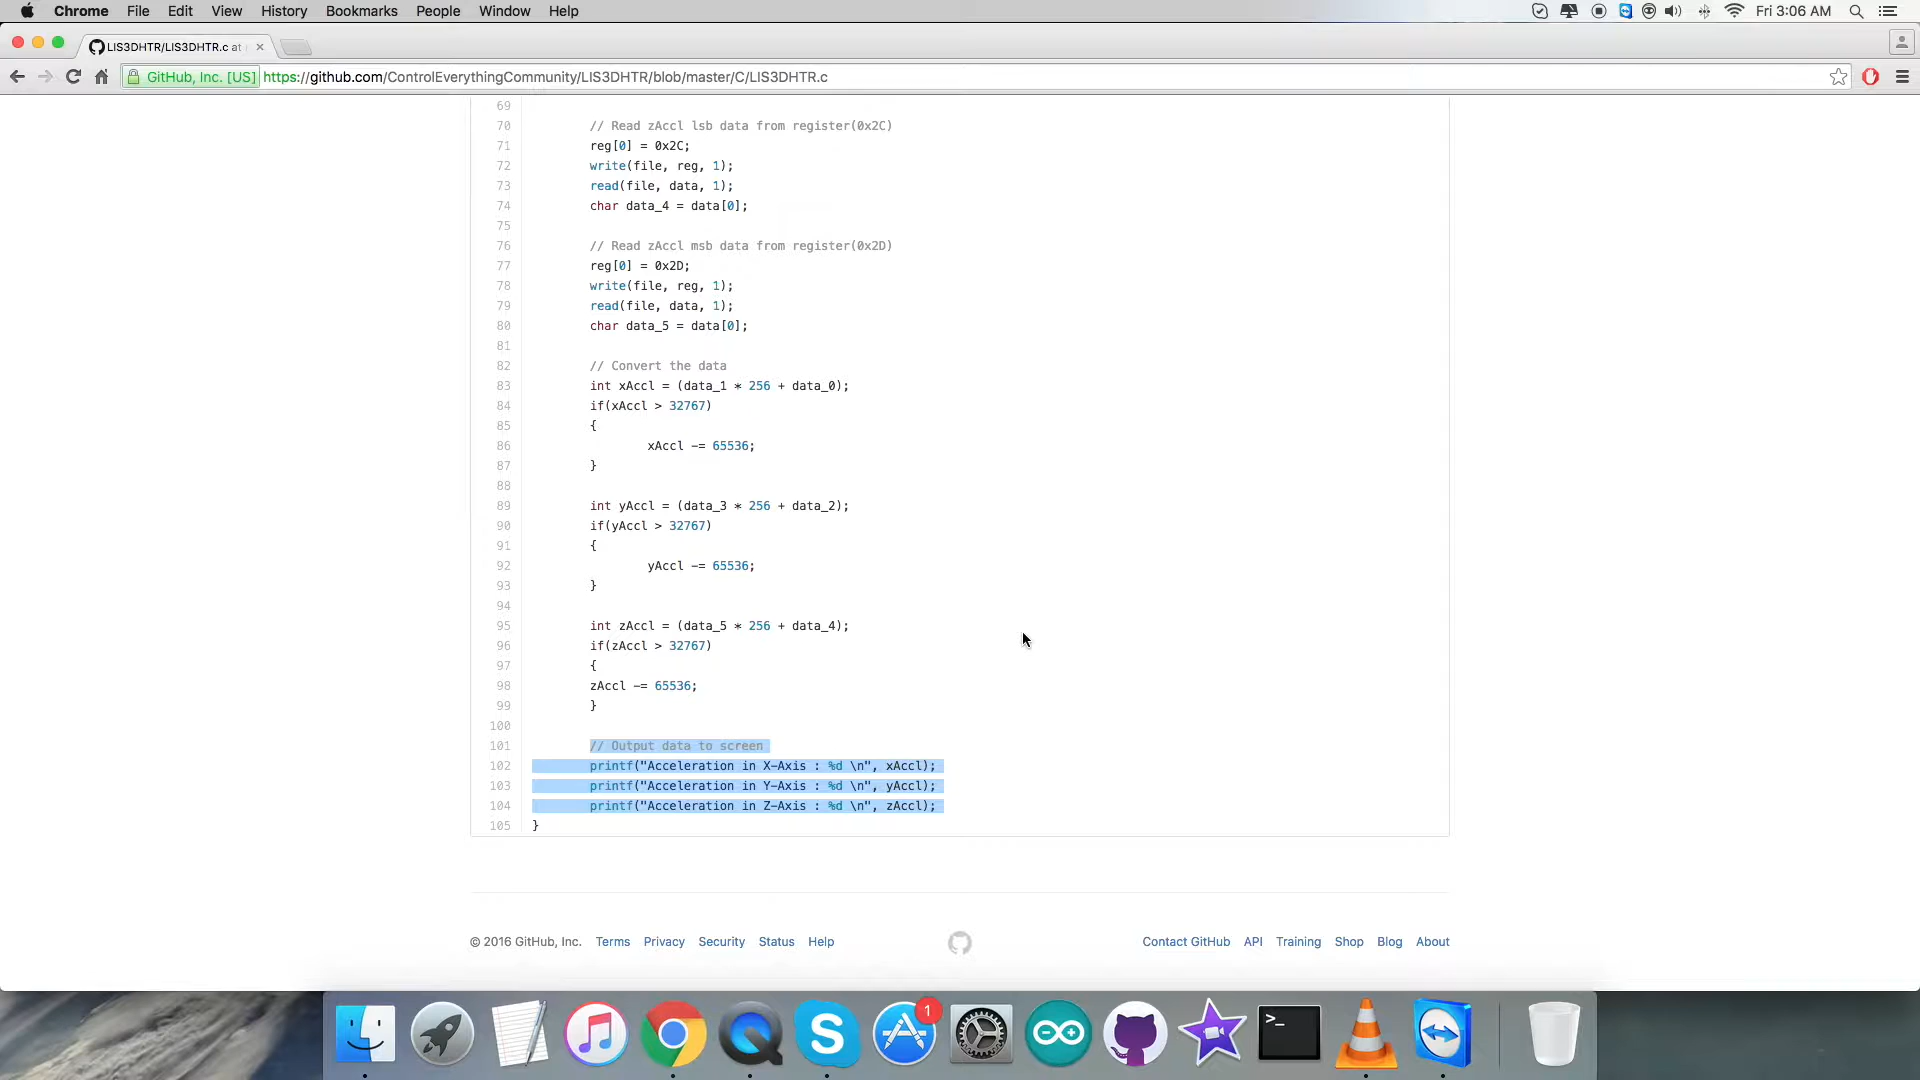 Chrome File Edit View History Bookmarks People Window Help
Fri 3:06 AM
LIS3DHTR/LIS3DHTR.c at
GitHub, Inc. [US] https://github.com/ControlEverythingCommunity/LIS3DHTR/blob/master/C/LIS3DHTR.c
69
70 // Read zAccl lsb data from register(0x2C)
71 reg[0] = 0x2C;
72 write(file, reg, 1);
73 read(file, data, 1);
74 char data_4 = data[0];
75
76 // Read zAccl msb data from register(0x2D)
77 reg[0] = 0x2D;
78 write(file, reg, 1);
79 read(file, data, 1);
80 char data_5 = data[0];
81
82 // Convert the data
83 int xAccl = (data_1 * 256 + data_0);
84 if(xAccl > 32767)
85 {
86 xAccl -= 65536;
87 }
88
89 int yAccl = (data_3 * 256 + data_2);
90 if(yAccl > 32767)
91 {
92 yAccl -= 65536;
93 }
94
95 int zAccl = (data_5 * 256 + data_4);
96 if(zAccl > 32767)
97 {
98 zAccl -= 65536;
99 }
100
101 // Output data to screen
102 printf("Acceleration in X-Axis : %d \n", xAccl);
103 printf("Acceleration in Y-Axis : %d \n", yAccl);
104 printf("Acceleration in Z-Axis : %d \n", zAccl);
105 }
© 2016 GitHub, Inc. Terms Privacy Security Status Help Contact GitHub API Training Shop Blog About
1